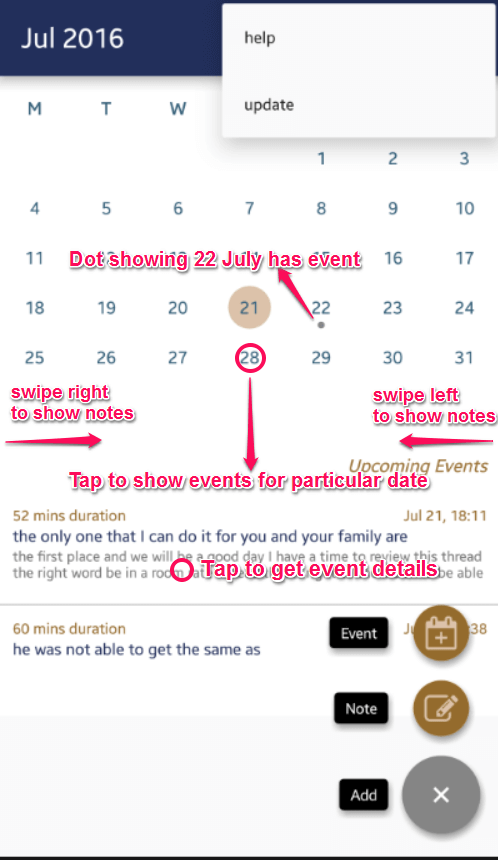 Jul 2016
help
update
M T W
1 2 3
4 5 6 7 8 9 10
11 16 17
Dot showing 22 July has event
18 19 20 21 22 23 24
25 26 27 28 29 30 31
swipe right
to show notes
swipe left
to show notes
Upcoming Events
Tap to show events for particular date
52 mins duration Jul 21, 18:11
the only one that I can do it for you and your family are
the first place and we will be a good day I have a time to review this thread
the right word be in a room be able
Tap to get event details
60 mins duration 38
he was not able to get the same as
Event
Note
Add